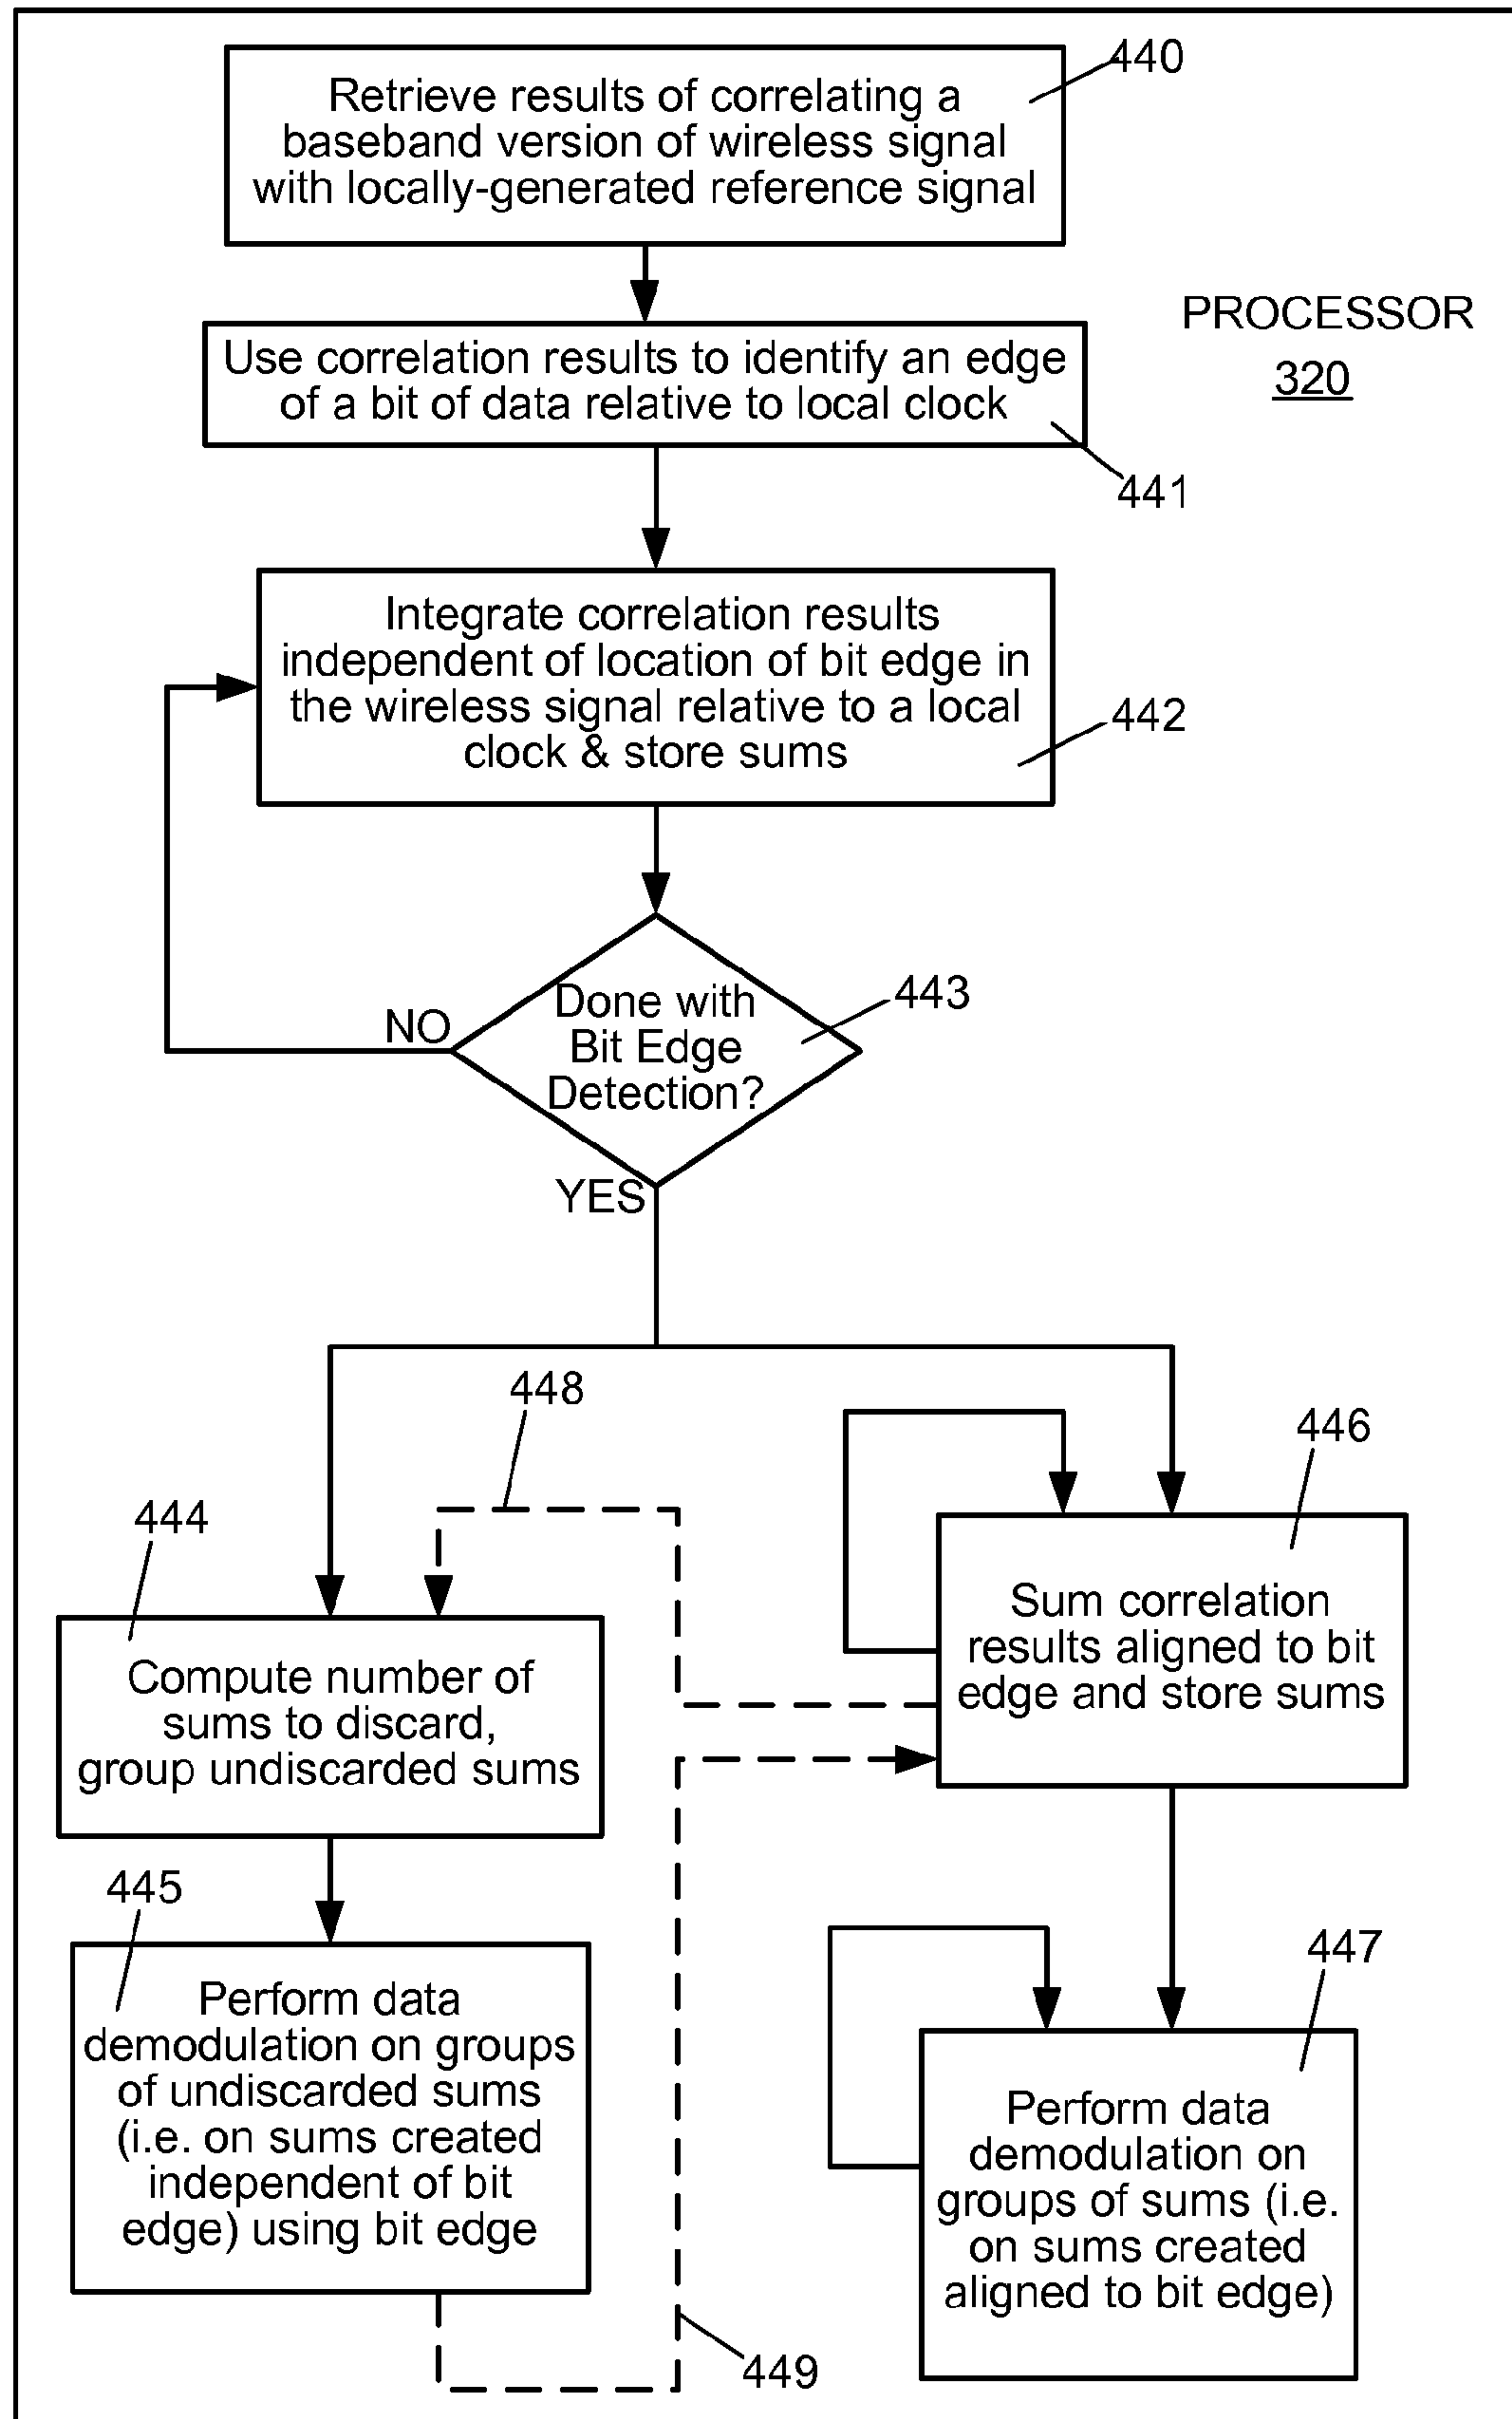 440
Retrieve results of correlating a
baseband version of wireless signal
with locally-generated reference signal
PROCESSOR
320
Use correlation results to identify an edge
of a bit of data relative to local clock
441
Integrate correlation results
independent of location of bit edge in
the wireless signal relative to a local
clock & store sums
442
443
Done with
Bit Edge
Detection?
NO
YES
448
446
444
Sum correlation
results aligned to bit
edge and store sums
Compute number of
sums to discard,
group undiscarded sums
445
447
Perform data
demodulation on groups
of undiscarded sums
(i.e. on sums created
independent of bit
edge) using bit edge
Perform data
demodulation on
groups of sums (i.e.
on sums created
aligned to bit edge)
449